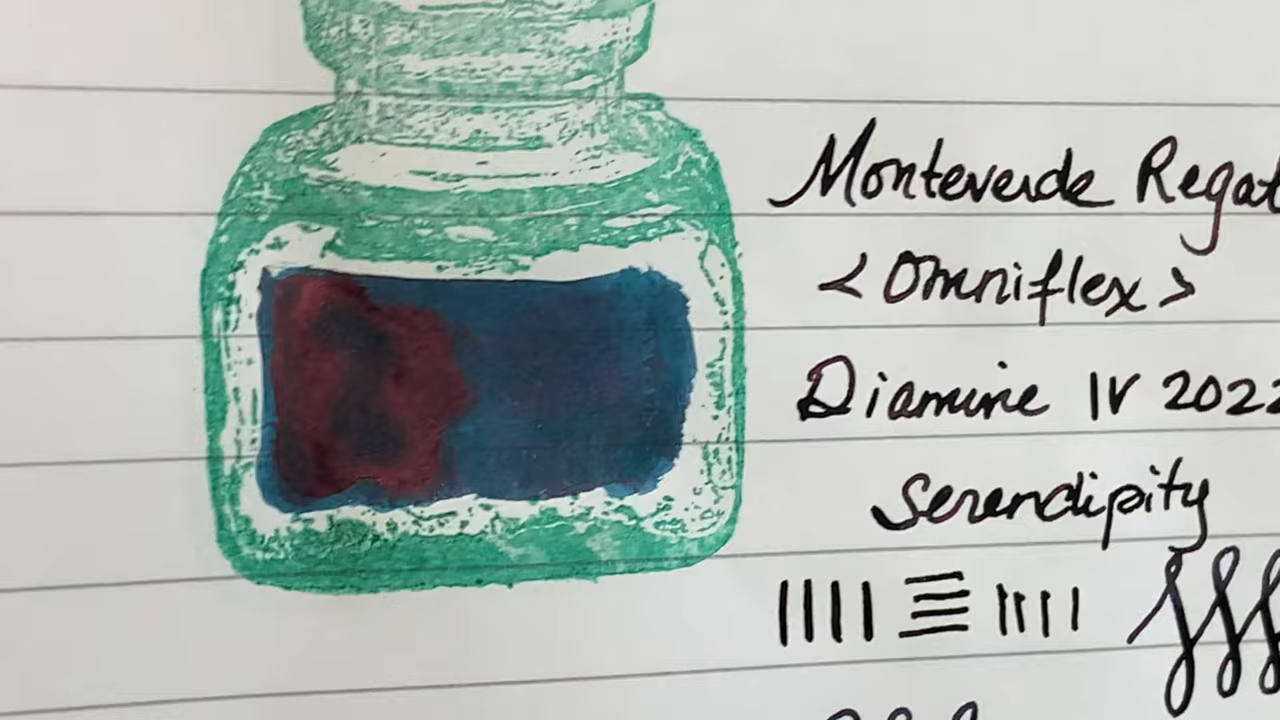 Monteverde Regat
<Omniflex>
Diamine IV 2022
Serendipity